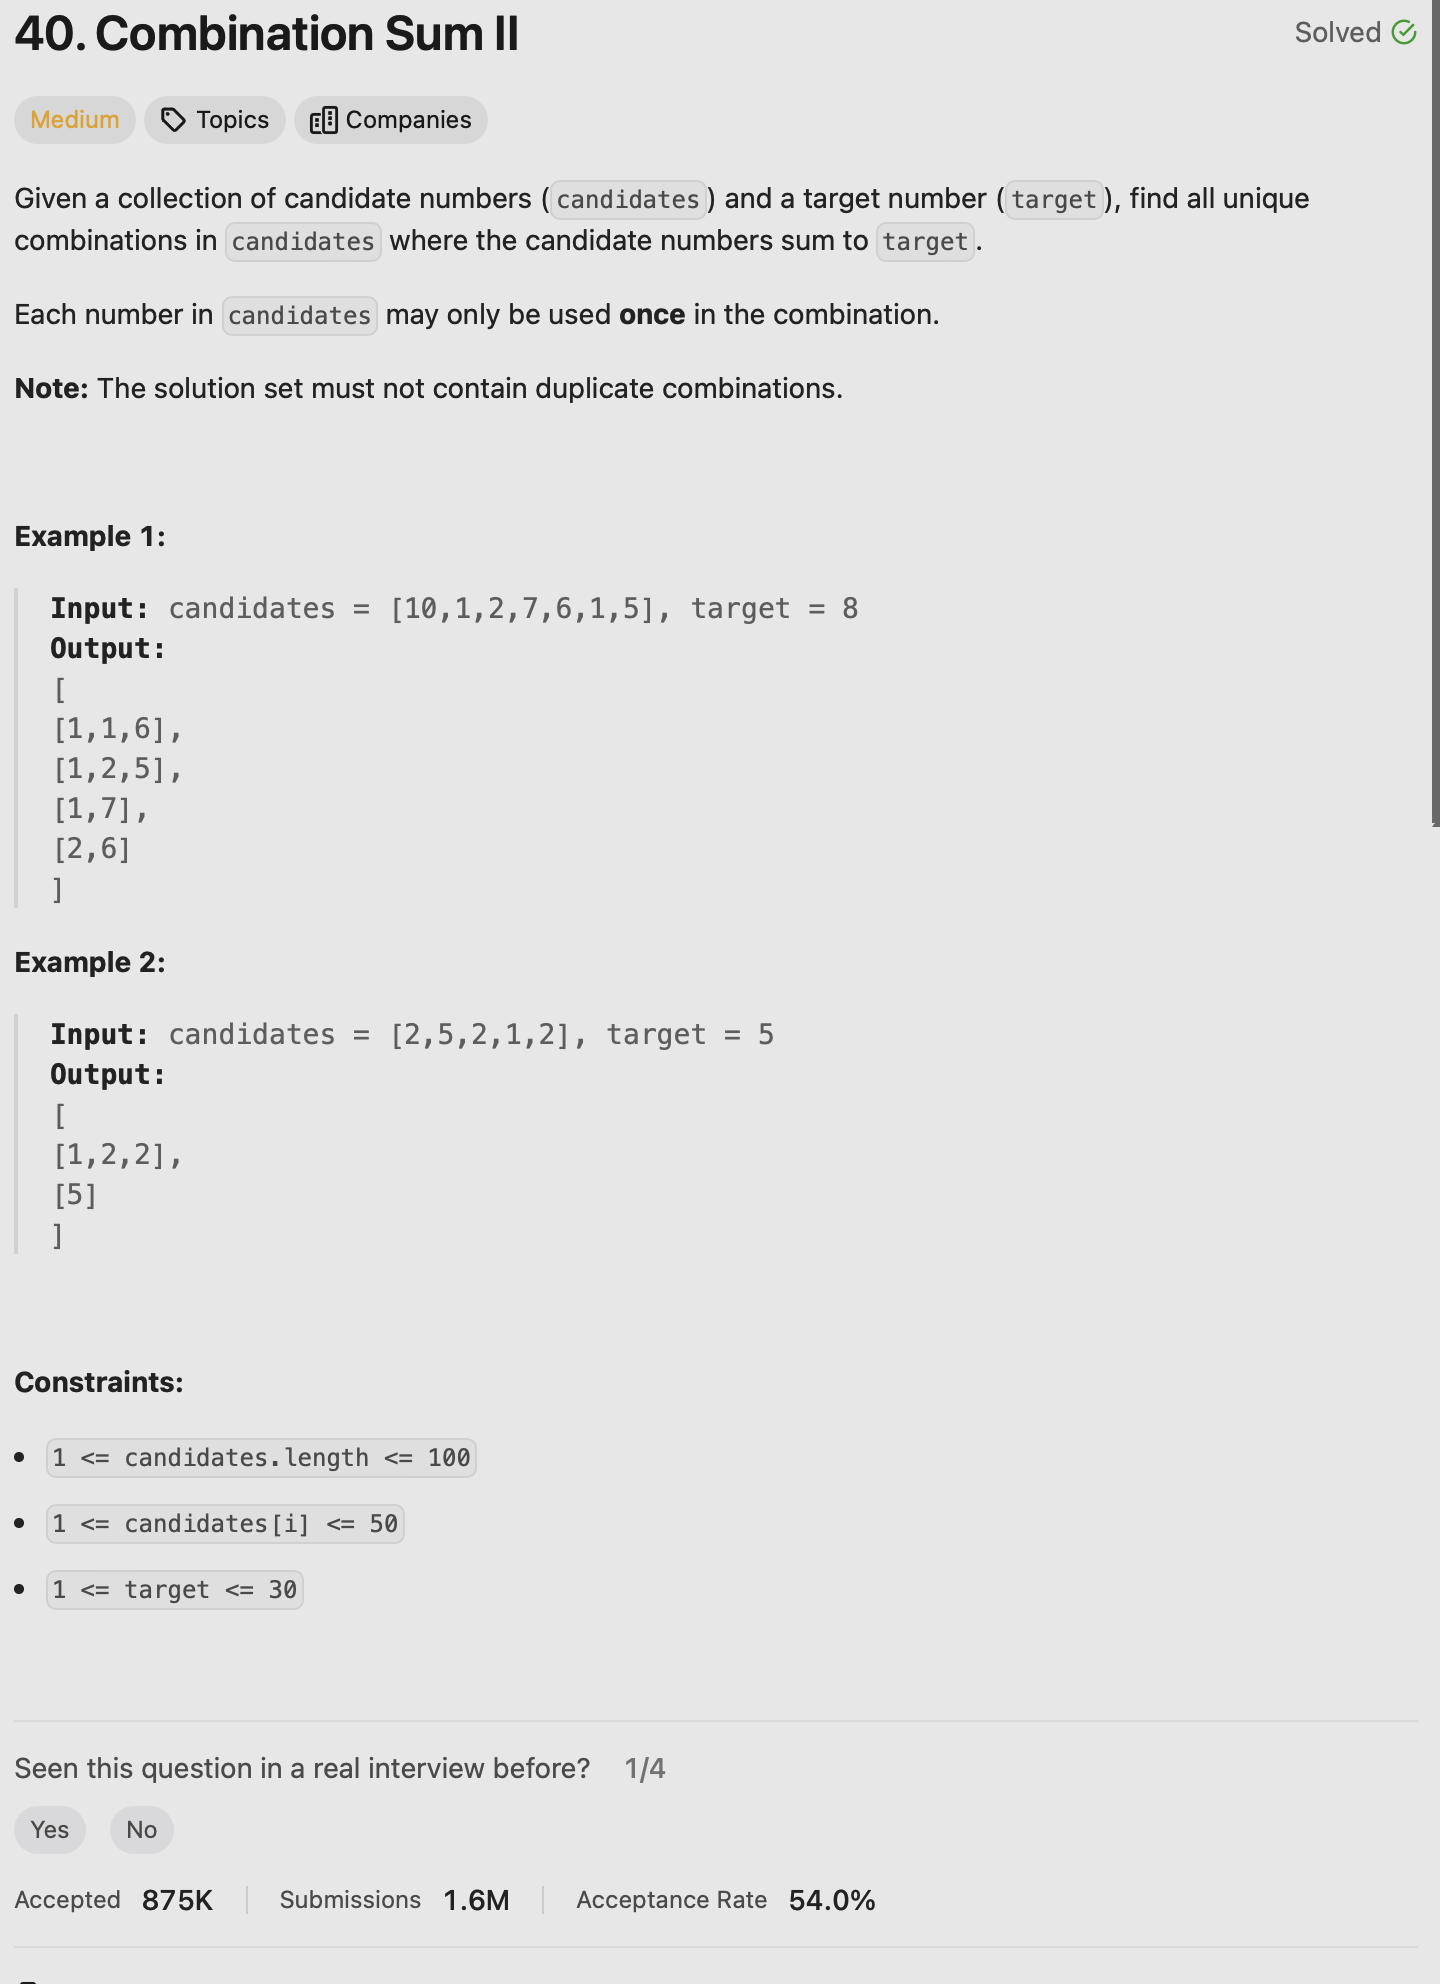 40. Combination Sum II
Solved
Medium
Topics
Companies
Given a collection of candidate numbers (candidates) and a target number (target), find all unique
combinations in candidates where the candidate numbers sum to target.
Each number in candidates may only be used once in the combination.
Note: The solution set must not contain duplicate combinations.
Example 1:
Input: candidates = [10,1,2,7,6,1,5], target = 8
Output:
[
[1,1,6],
[1,2,5],
[1,7],
[2,6]
]
Example 2:
Input: candidates = [2,5,2,1,2], target = 5
Output:
[
[1,2,2],
[5]
]
Constraints:
• 1 <= candidates.length <= 100
• 1 <= candidates[i] <= 50
• 1 <= target <= 30
Seen this question in a real interview before? 1/4
Yes No
Accepted 875K | Submissions 1.6M | Acceptance Rate 54.0%